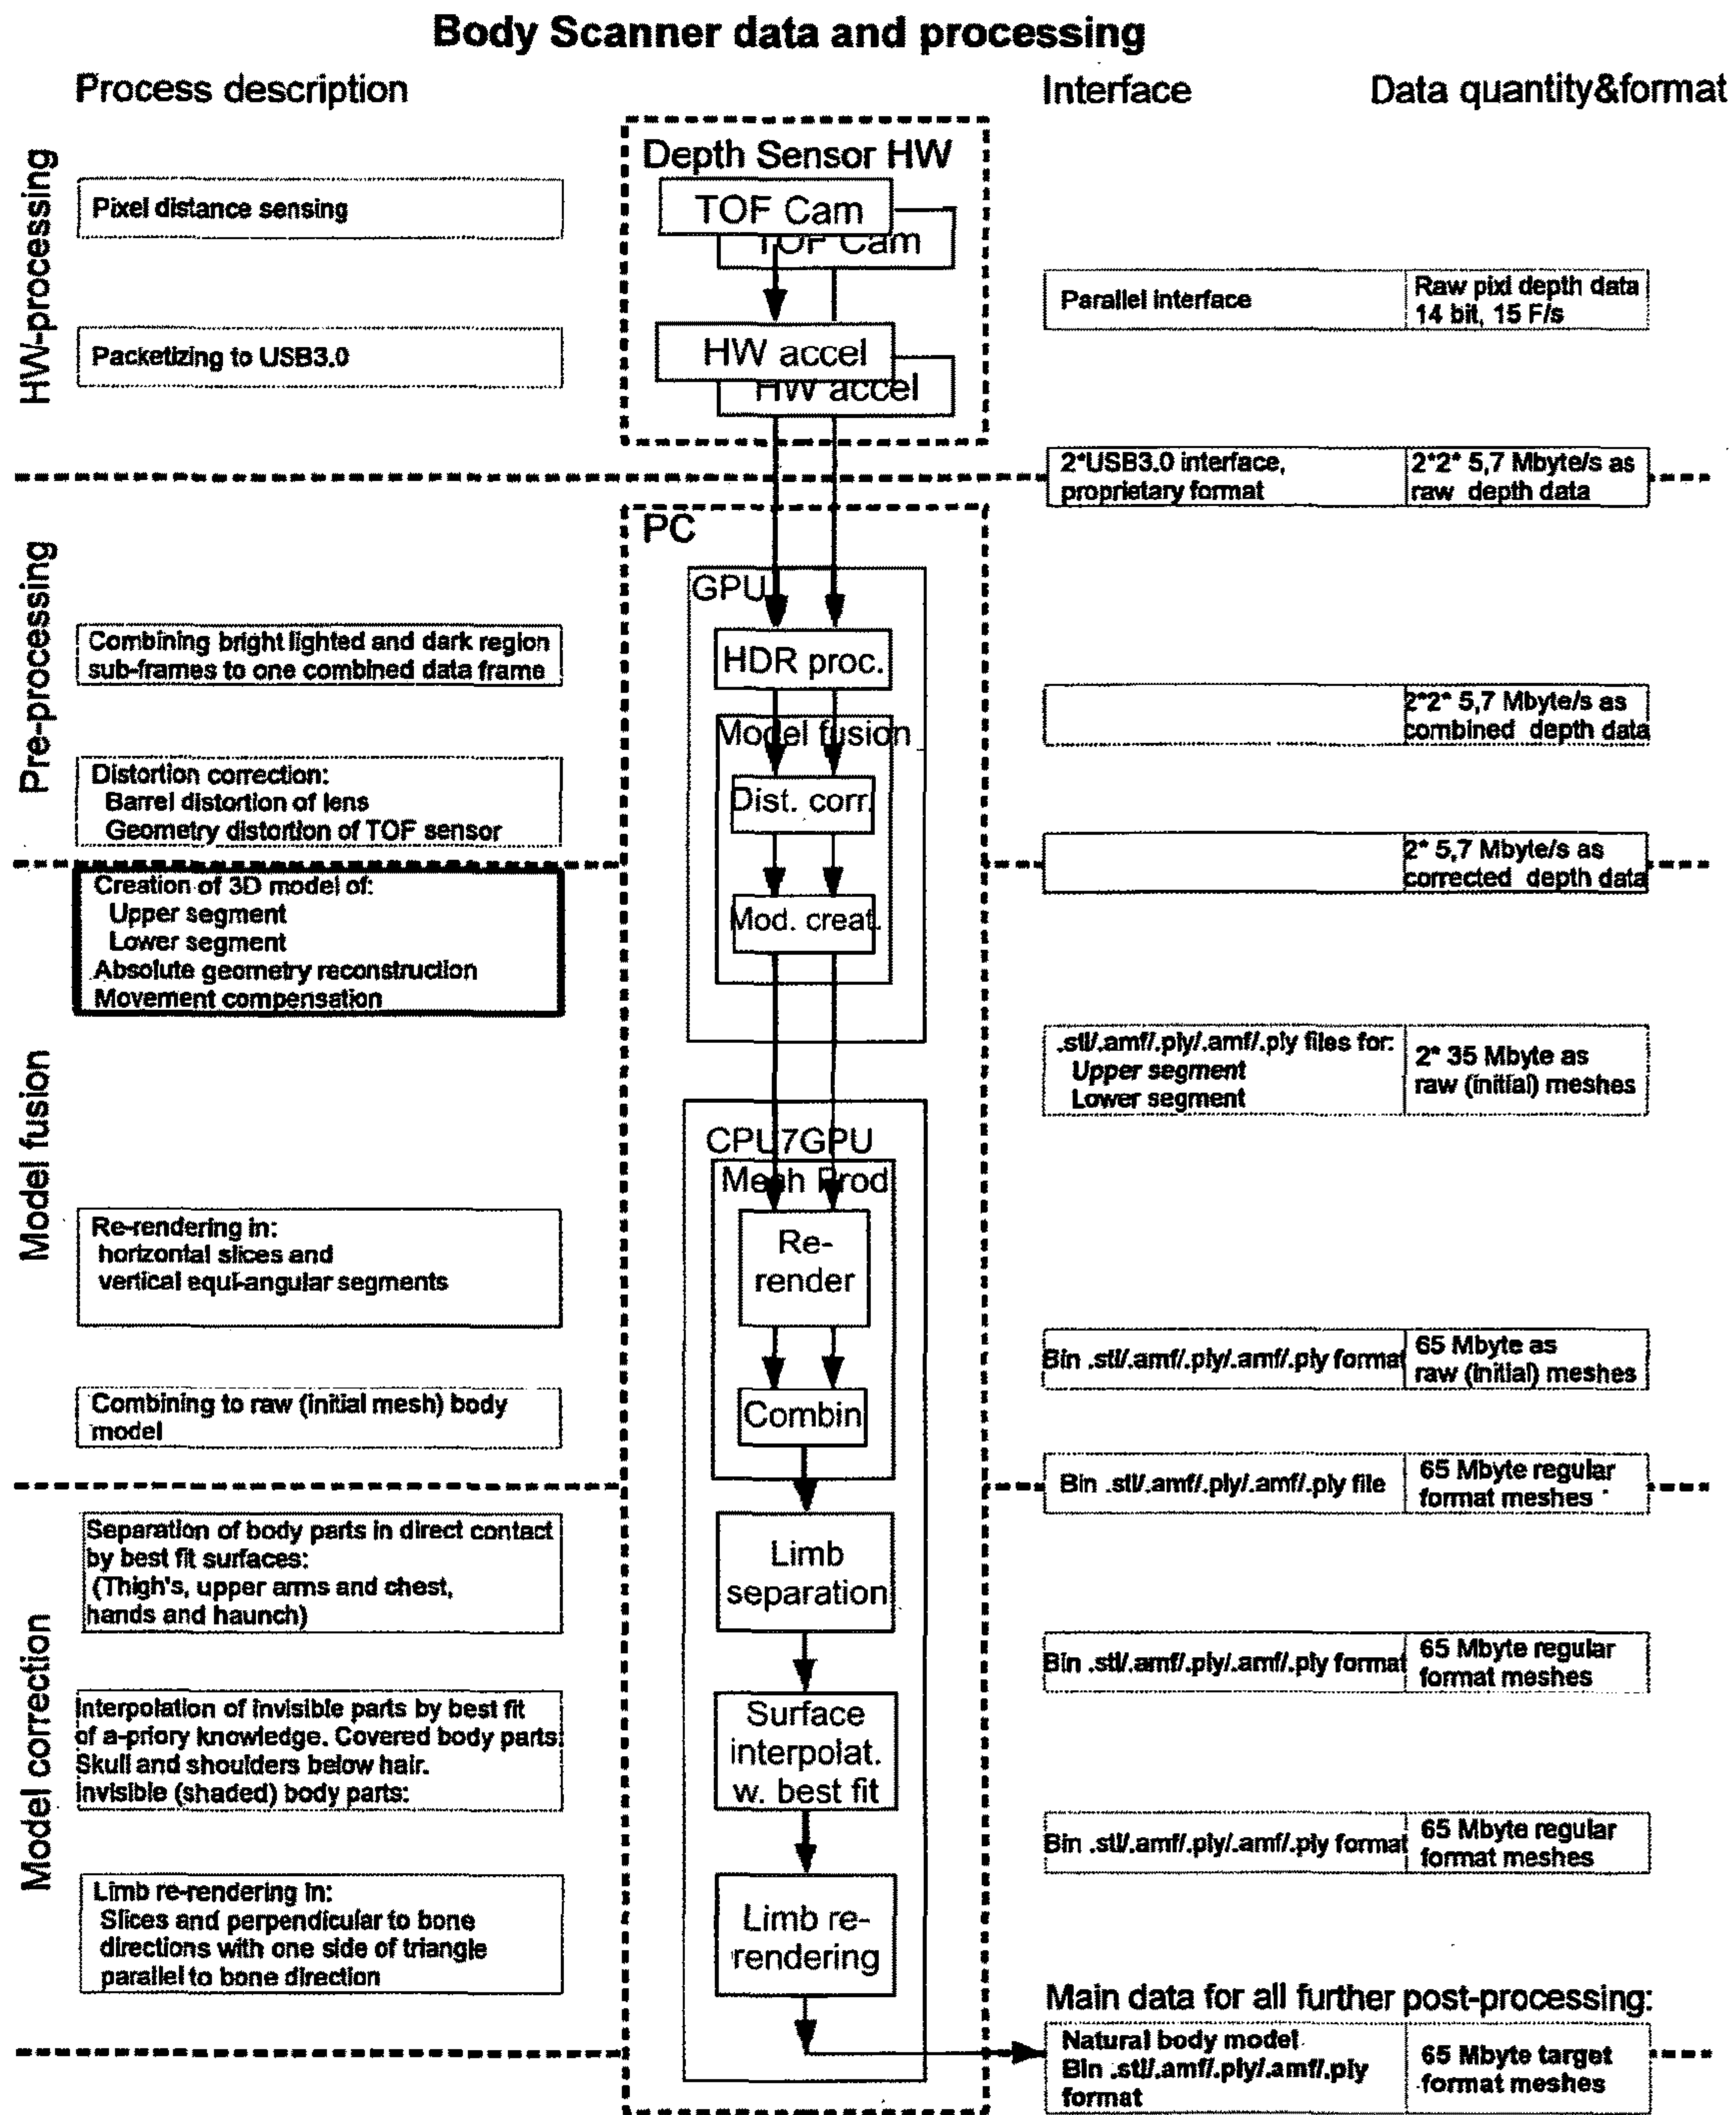 Body Scanner data and processing
Process description
Interface
Data quantity&format
HW-processing
Depth Sensor HW
Pixel distance sensing
TOF Cam
TOF Cam
Parallel interface
Raw pixl depth data
14 bit, 15 F/s
Packetizing to USB3.0
HW accel
HW accel
2*USB3.0 interface,
proprietary format
2*2* 5,7 Mbyte/s as
raw depth data
Pre-processing
PC
GPU
Combining bright lighted and dark region
sub-frames to one combined data frame
HDR proc.
2*2* 5,7 Mbyte/s as
combined depth data
Model fusion
Distortion correction:
Barrel distortion of lens
Geometry distortion of TOF sensor
Dist. corr.
2* 5,7 Mbyte/s as
corrected depth data
Model fusion
Creation of 3D model of:
Upper segment
Lower segment
Absolute geometry reconstruction
Movement compensation
Mod. creat.
.stl/.amf/.ply/.amf/.ply files for:
Upper segment
Lower segment
2* 35 Mbyte as
raw (initial) meshes
CPU7GPU
Mesh Prod
Re-rendering in:
horizontal slices and
vertical equi-angular segments
Re-
render
Bin .stl/.amf/.ply/.amf/.ply format
65 Mbyte as
raw (initial) meshes
Combining to raw (initial mesh) body
model
Combin
Bin .stl/.amf/.ply/.amf/.ply file
65 Mbyte regular
format meshes
Model correction
Separation of body parts in direct contact
by best fit surfaces:
(Thigh's, upper arms and chest,
hands and haunch)
Limb
separation
Bin .stl/.amf/.ply/.amf/.ply format
65 Mbyte regular
format meshes
Interpolation of invisible parts by best fit
of a-priory knowledge. Covered body parts:
Skull and shoulders below hair.
Invisible (shaded) body parts:
Surface
interpolat.
w. best fit
Bin .stl/.amf/.ply/.amf/.ply format
65 Mbyte regular
format meshes
Limb re-rendering in:
Slices and perpendicular to bone
directions with one side of triangle
parallel to bone direction
Limb re-
rendering
Main data for all further post-processing:
Natural body model
Bin .stl/.amf/.ply/.amf/.ply
format
65 Mbyte target
format meshes